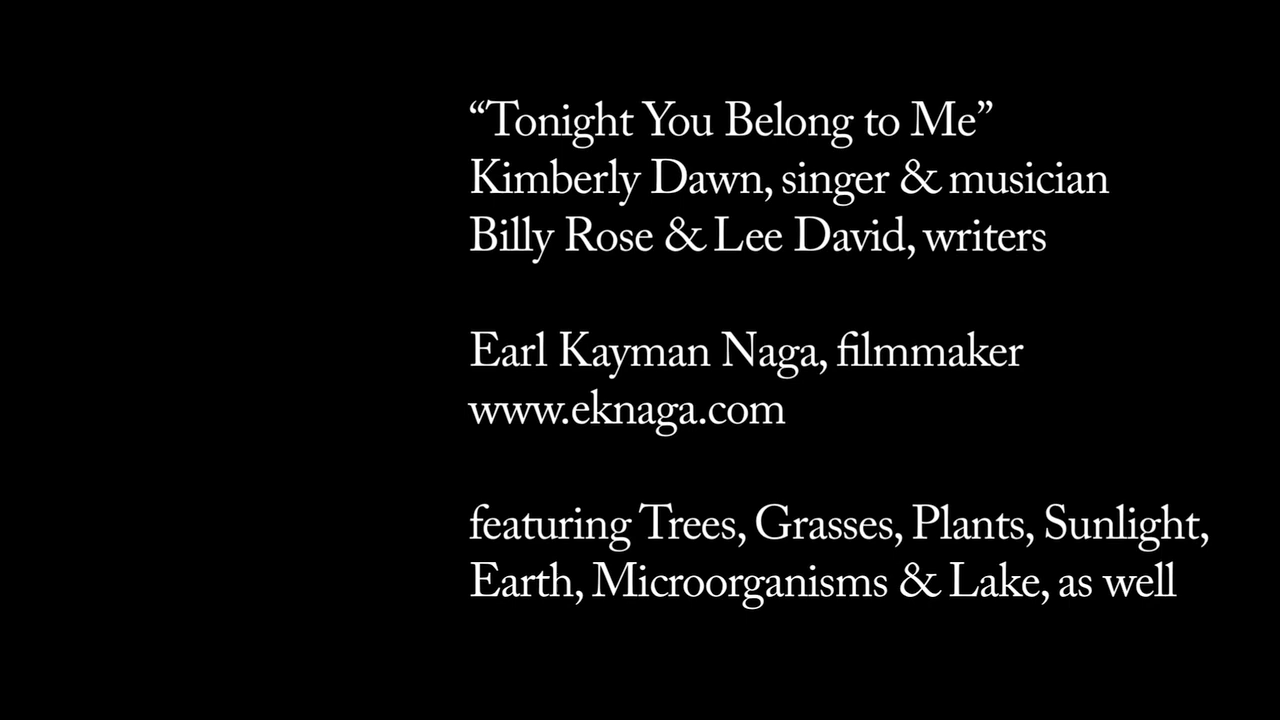 “Tonight You Belong to Me”
Kimberly Dawn, singer & musician
Billy Rose & Lee David, writers
Earl Kayman Naga, filmmaker
www.eknaga.com
featuring Trees, Grasses, Plants, Sunlight,
Earth, Microorganisms & Lake, as well